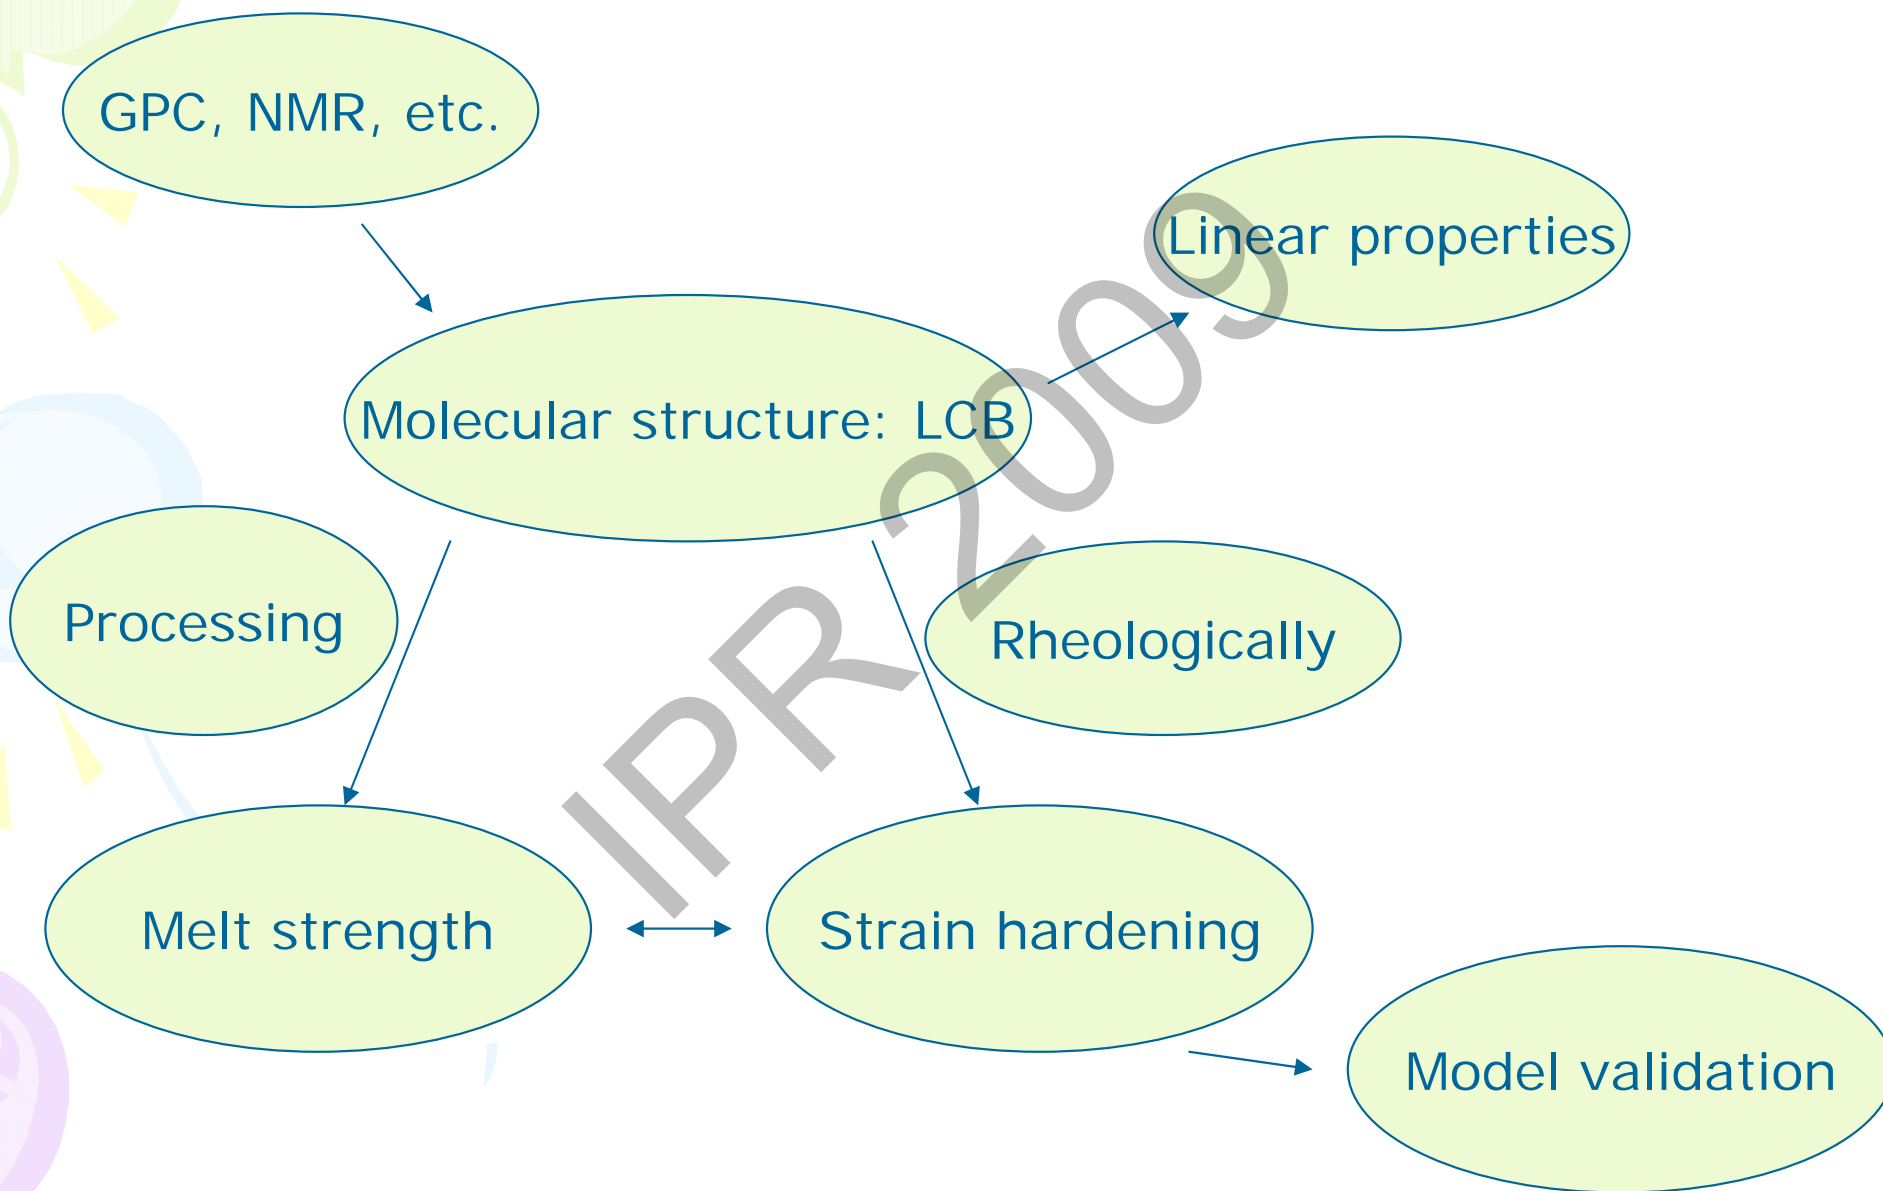 GPC, NMR, etc.
Linear properties
Molecular structure: LCB
Processing
Rheologically
Melt strength
Strain hardening
Model validation
IPR 2009